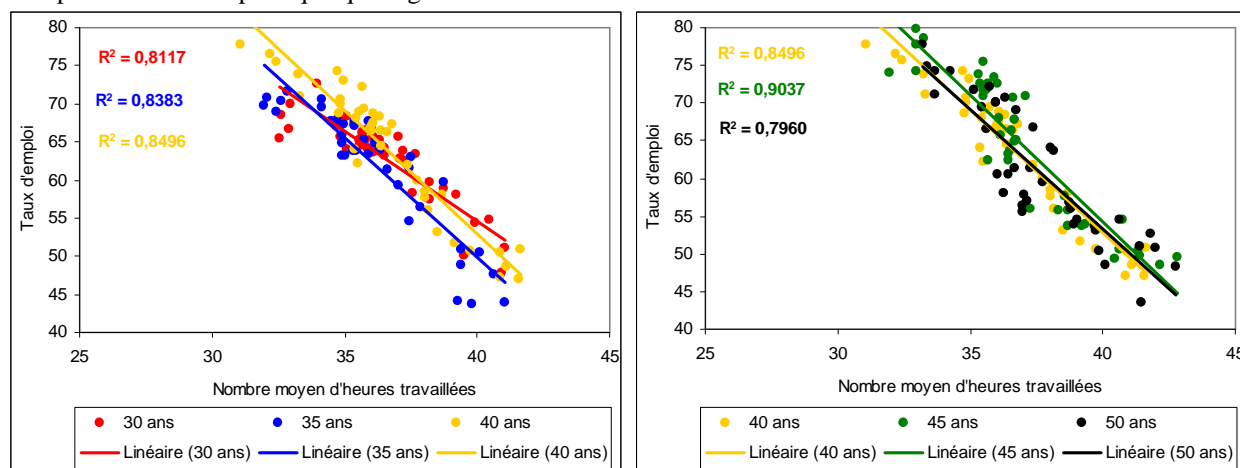 R² = 0,8117
R² = 0,8383
R² = 0,8496
Taux d'emploi
80
75
70
65
60
55
50
45
40
25 30 35 40 45
Nombre moyen d'heures travaillées
30 ans 35 ans 40 ans
Linéaire (30 ans) Linéaire (35 ans) Linéaire (40 ans)
R² = 0,8496
R² = 0,9037
R² = 0,7960
Taux d'emploi
80
75
70
65
60
55
50
45
40
25 30 35 40 45
Nombre moyen d'heures travaillées
40 ans 45 ans 50 ans
Linéaire (40 ans) Linéaire (45 ans) Linéaire (50 ans)